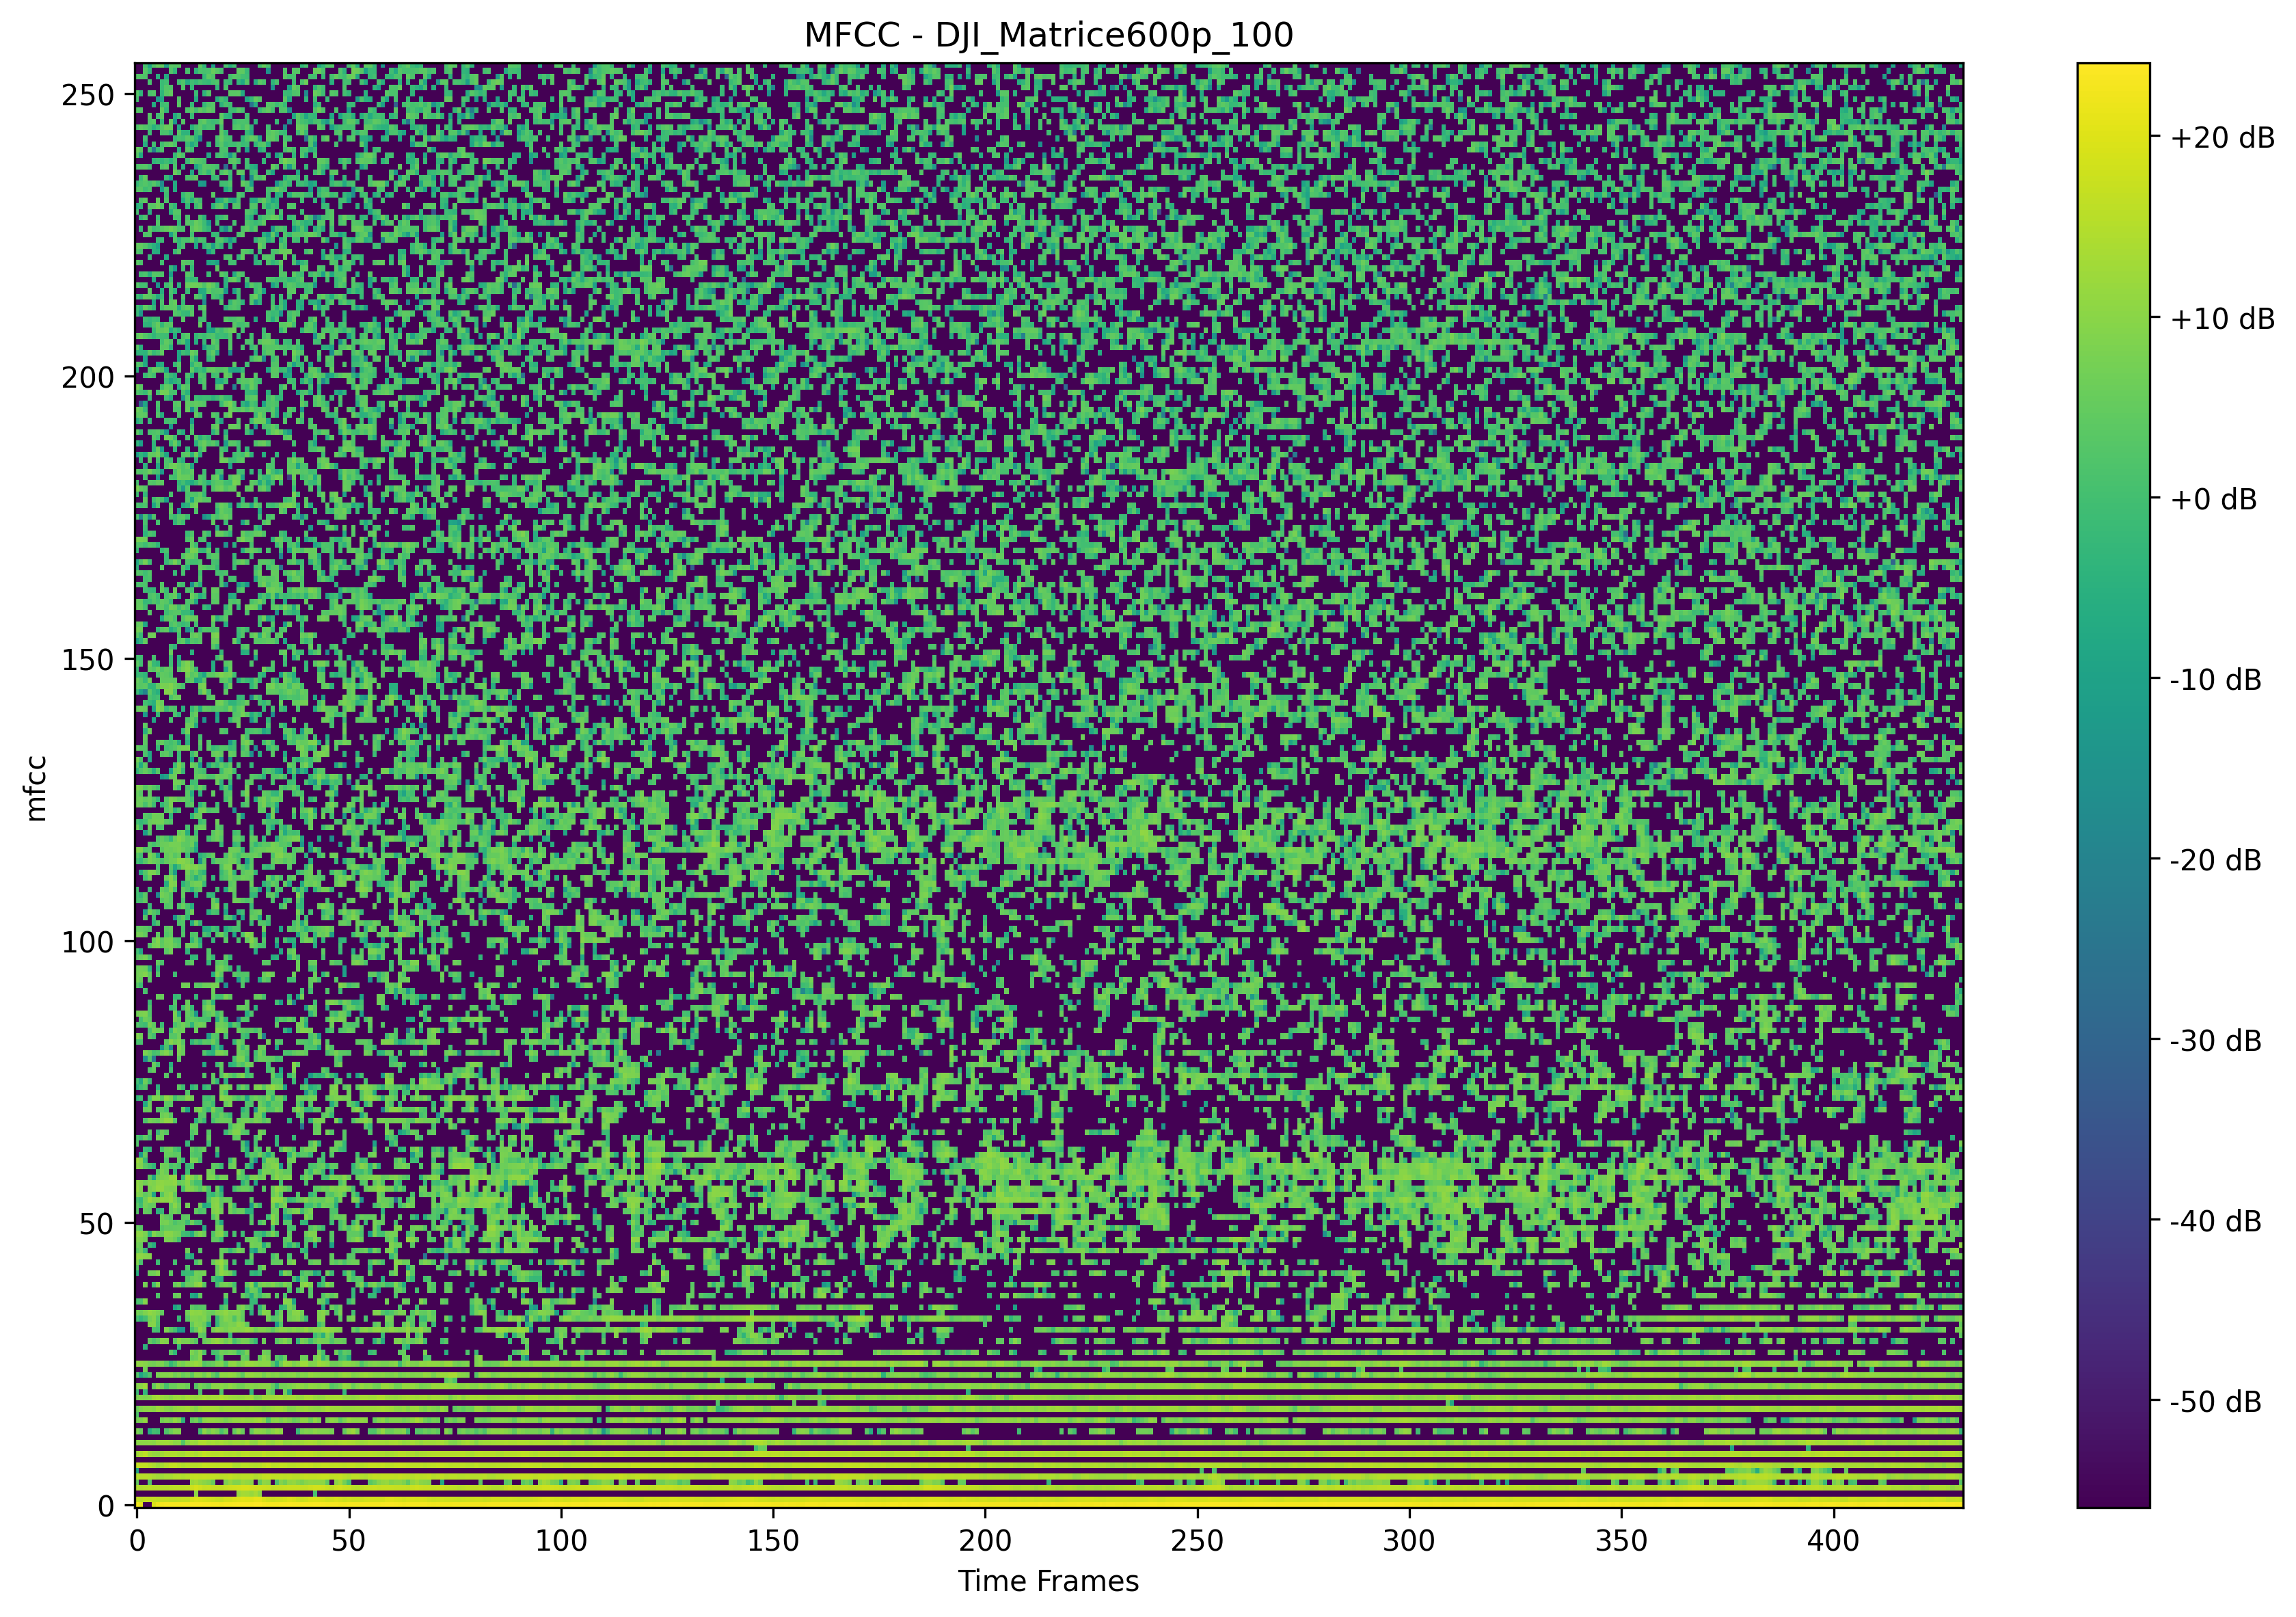 MFCC - DJI_Matrice600p_100
250
200
150
100
50
0
mfcc
0
50
100
150
200
250
300
350
400
Time Frames
+20 dB
+10 dB
+0 dB
-10 dB
-20 dB
-30 dB
-40 dB
-50 dB